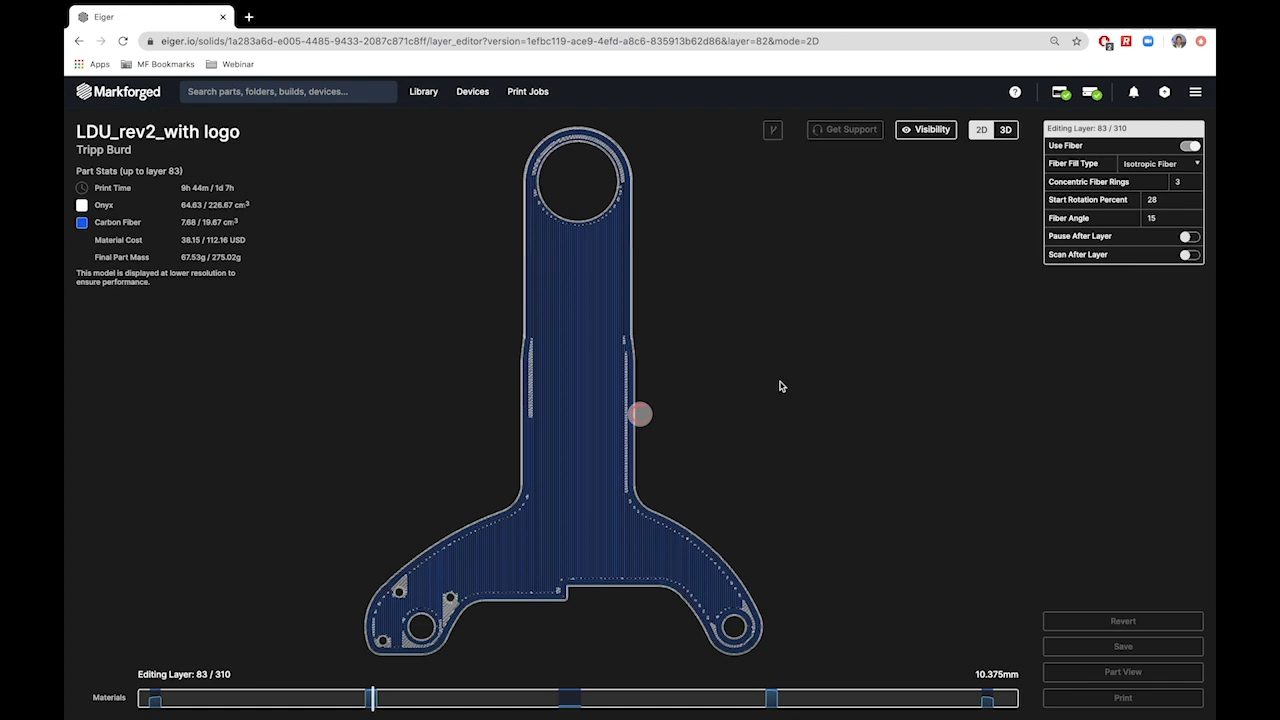 Eiger
eiger.io/solids/1a283a6d-e005-4485-9433-2087c871c8ff/layer_editor?version=1efbc119-ace9-4efd-a8c6-835913b62d86&layer=82&mode=2D
Apps MF Bookmarks Webinar
Markforged Search parts, folders, builds, devices... Library Devices Print Jobs
LDU_rev2_with logo
Tripp Burd
Part Stats (up to layer 83)
Print Time 9h 44m / 1d 7h
Onyx 64.63 / 226.67 cm³
Carbon Fiber 7.68 / 19.67 cm³
Material Cost 38.15 / 112.16 USD
Final Part Mass 67.53g / 275.02g
This model is displayed at lower resolution to
ensure performance.
Get Support Visibility 2D 3D
Editing Layer: 83 / 310
Use Fiber
Fiber Fill Type Isotropic Fiber
Concentric Fiber Rings 3
Start Rotation Percent 28
Fiber Angle 15
Pause After Layer
Scan After Layer
Revert
Save
Part View
Print
Editing Layer: 83 / 310 10.375mm
Materials